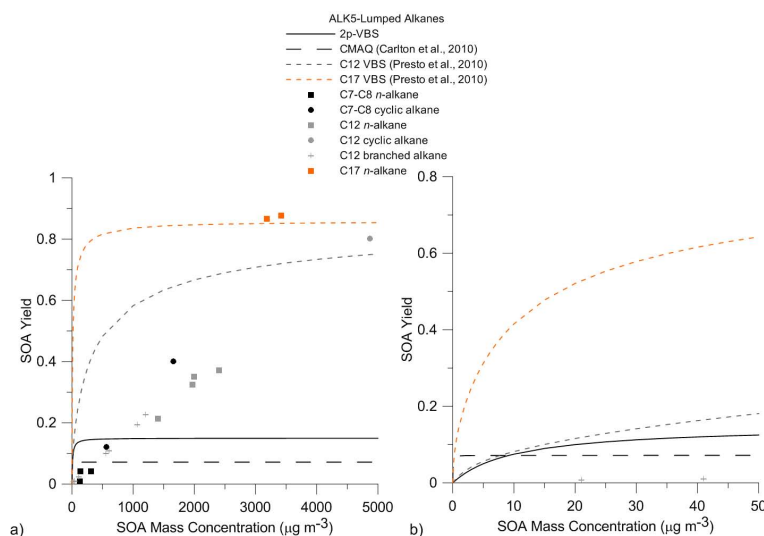 ALK5-Lumped Alkanes
2p-VBS
CMAQ (Carlton et al., 2010)
C12 VBS (Presto et al., 2010)
C17 VBS (Presto et al., 2010)
C7-C8 n-alkane
C7-C8 cyclic alkane
C12 n-alkane
C12 cyclic alkane
C12 branched alkane
C17 n-alkane
1
0.8
0.6
0.4
0.2
0
SOA Yield
0 1000 2000 3000 4000 5000
SOA Mass Concentration (µg m⁻³)
a)
0.8
0.6
0.4
0.2
0
SOA Yield
0 10 20 30 40 50
SOA Mass Concentration (µg m⁻³)
b)